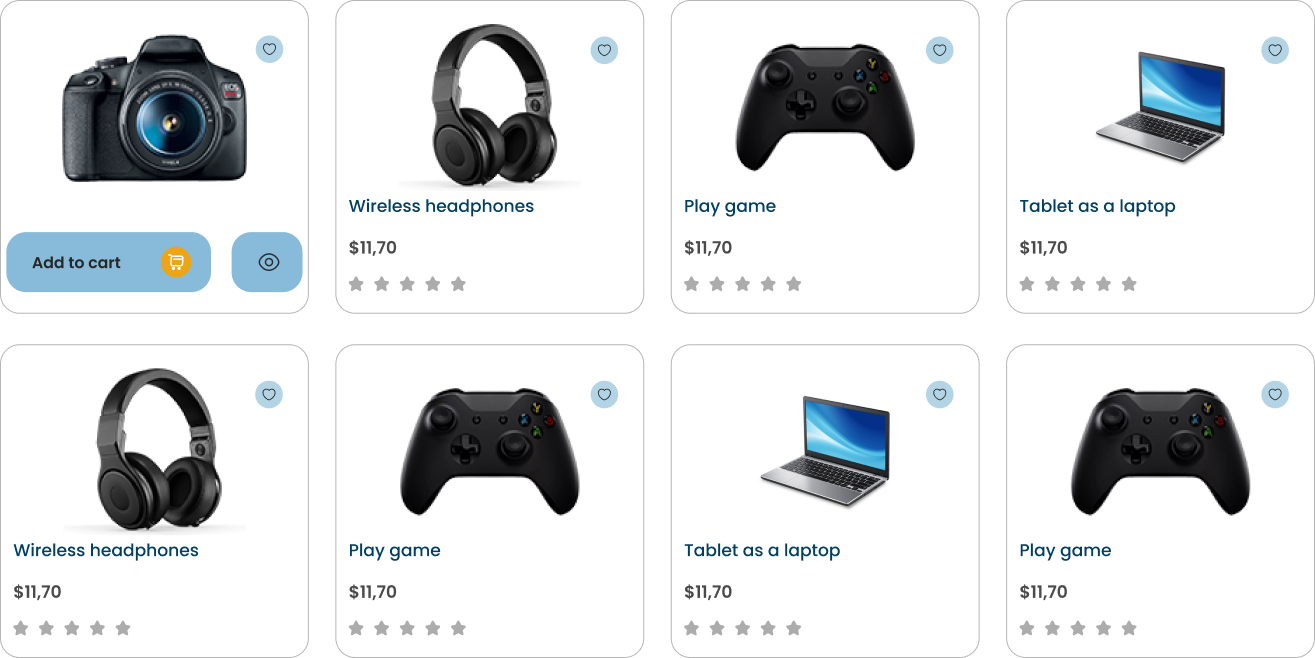 EOS
Add to cart
Wireless headphones
$11,70
Play game
$11,70
Tablet as a laptop
$11,70
Wireless headphones
$11,70
Play game
$11,70
Tablet as a laptop
$11,70
Play game
$11,70